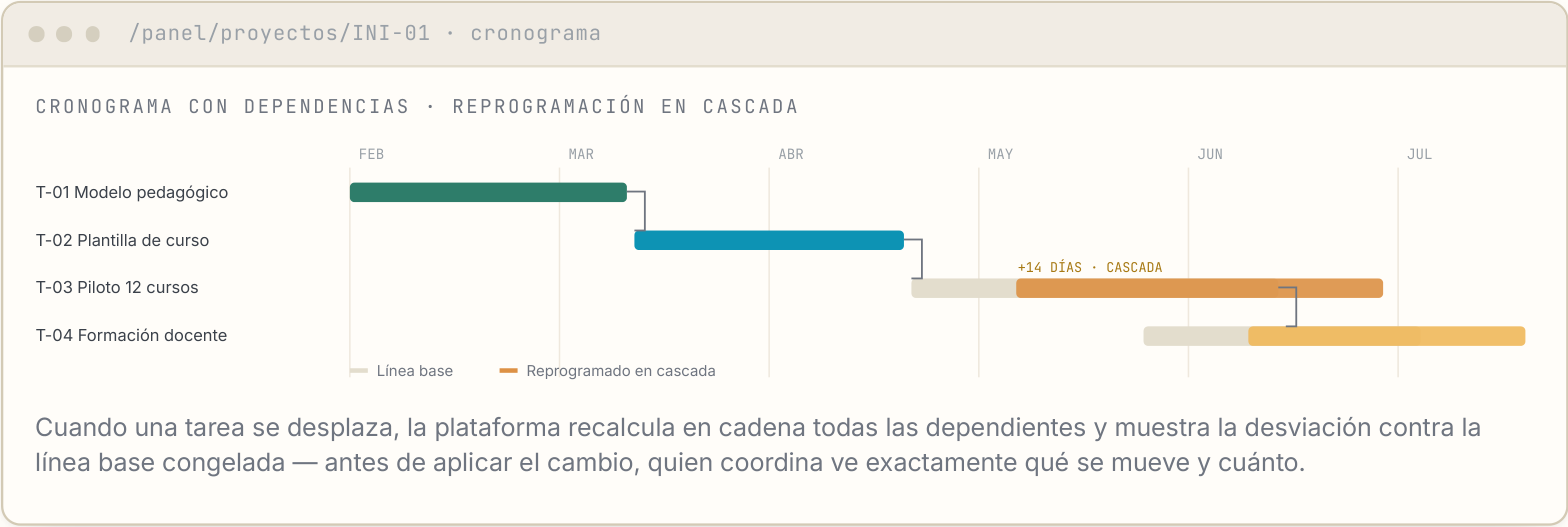 /panel/proyectos/INI-01 · cronograma
CRONOGRAMA CON DEPENDENCIAS · REPROGRAMACIÓN EN CASCADA
FEB MAR ABR MAY JUN JUL
T-01 Modelo pedagógico
T-02 Plantilla de curso
+14 DÍAS · CASCADA
T-03 Piloto 12 cursos
T-04 Formación docente
Línea base Reprogramado en cascada
Cuando una tarea se desplaza, la plataforma recalcula en cadena todas las dependientes y muestra la desviación contra la
línea base congelada — antes de aplicar el cambio, quien coordina ve exactamente qué se mueve y cuánto.